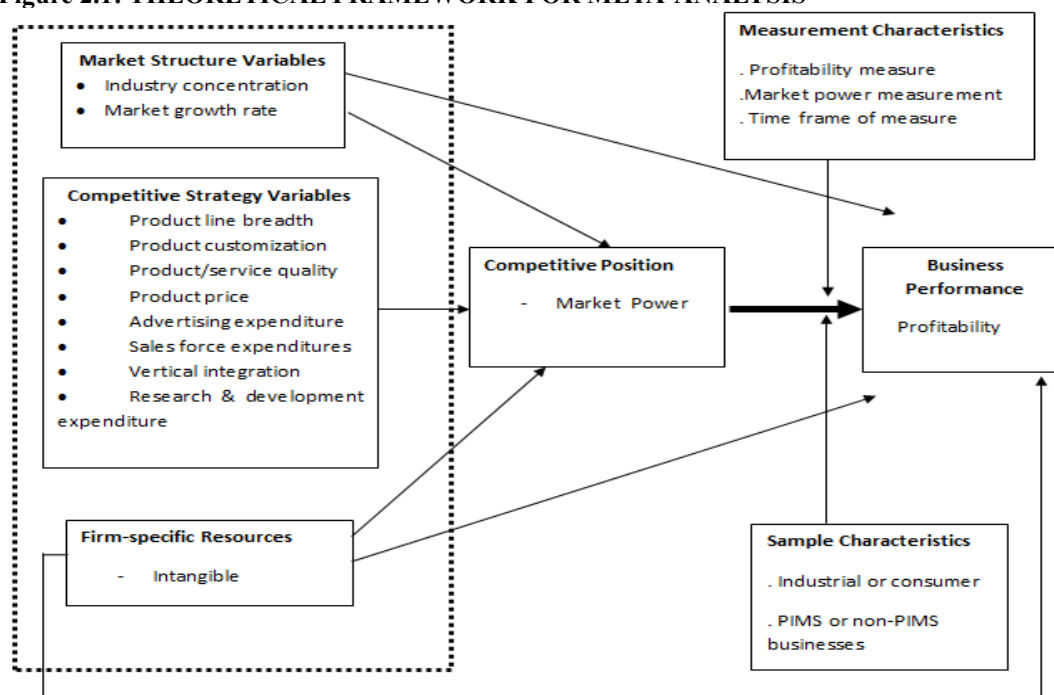 Figure 2.1: THEORETICAL FRAMEWORK FOR META-ANALYSIS
Market Structure Variables
● Industry concentration
● Market growth rate
Competitive Strategy Variables
● Product line breadth
● Product customization
● Product/service quality
● Product price
● Advertising expenditure
● Sales force expenditures
● Vertical integration
● Research & development
expenditure
Firm-specific Resources
- Intangible
Competitive Position
- Market Power
Measurement Characteristics
. Profitability measure
.Market power measurement
. Time frame of measure
Business
Performance
Profitability
Sample Characteristics
. Industrial or consumer
. PIMS or non-PIMS
businesses